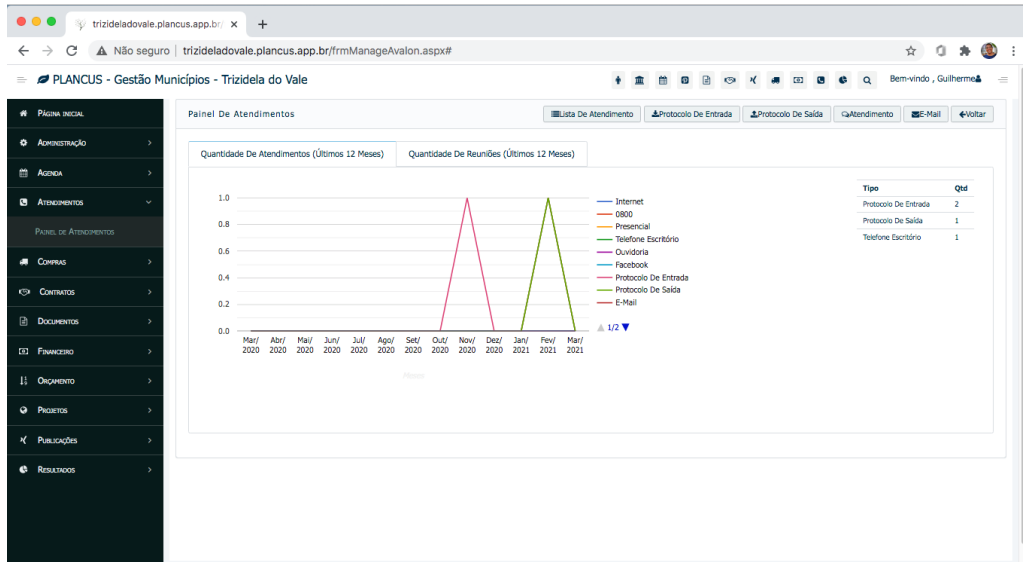 trizideladovale.plancus.app.br/
Não seguro | trizideladovale.plancus.app.br/frmManageAvalon.aspx#
PLANCUS - Gestão Municípios - Trizidela do Vale
Bem-vindo , Guilherme
Página inicial
Administração
Agenda
Atendimentos
Painel de Atendimentos
Compras
Contratos
Documentos
Financeiro
Orçamento
Projetos
Publicações
Resultados
Painel De Atendimentos
Lista De Atendimento
Protocolo De Entrada
Protocolo De Saída
Atendimento
E-Mail
Voltar
Quantidade De Atendimentos (Últimos 12 Meses)
Quantidade De Reuniões (Últimos 12 Meses)
1.0
0.8
0.6
0.4
0.2
0.0
Mar/ 2020
Abr/ 2020
Mai/ 2020
Jun/ 2020
Jul/ 2020
Ago/ 2020
Set/ 2020
Out/ 2020
Nov/ 2020
Dez/ 2020
Jan/ 2021
Fev/ 2021
Mar/ 2021
Internet
0800
Presencial
Telefone Escritório
Ouvidoria
Facebook
Protocolo De Entrada
Protocolo De Saída
E-Mail
1/2
Tipo Qtd
Protocolo De Entrada 2
Protocolo De Saída 1
Telefone Escritório 1